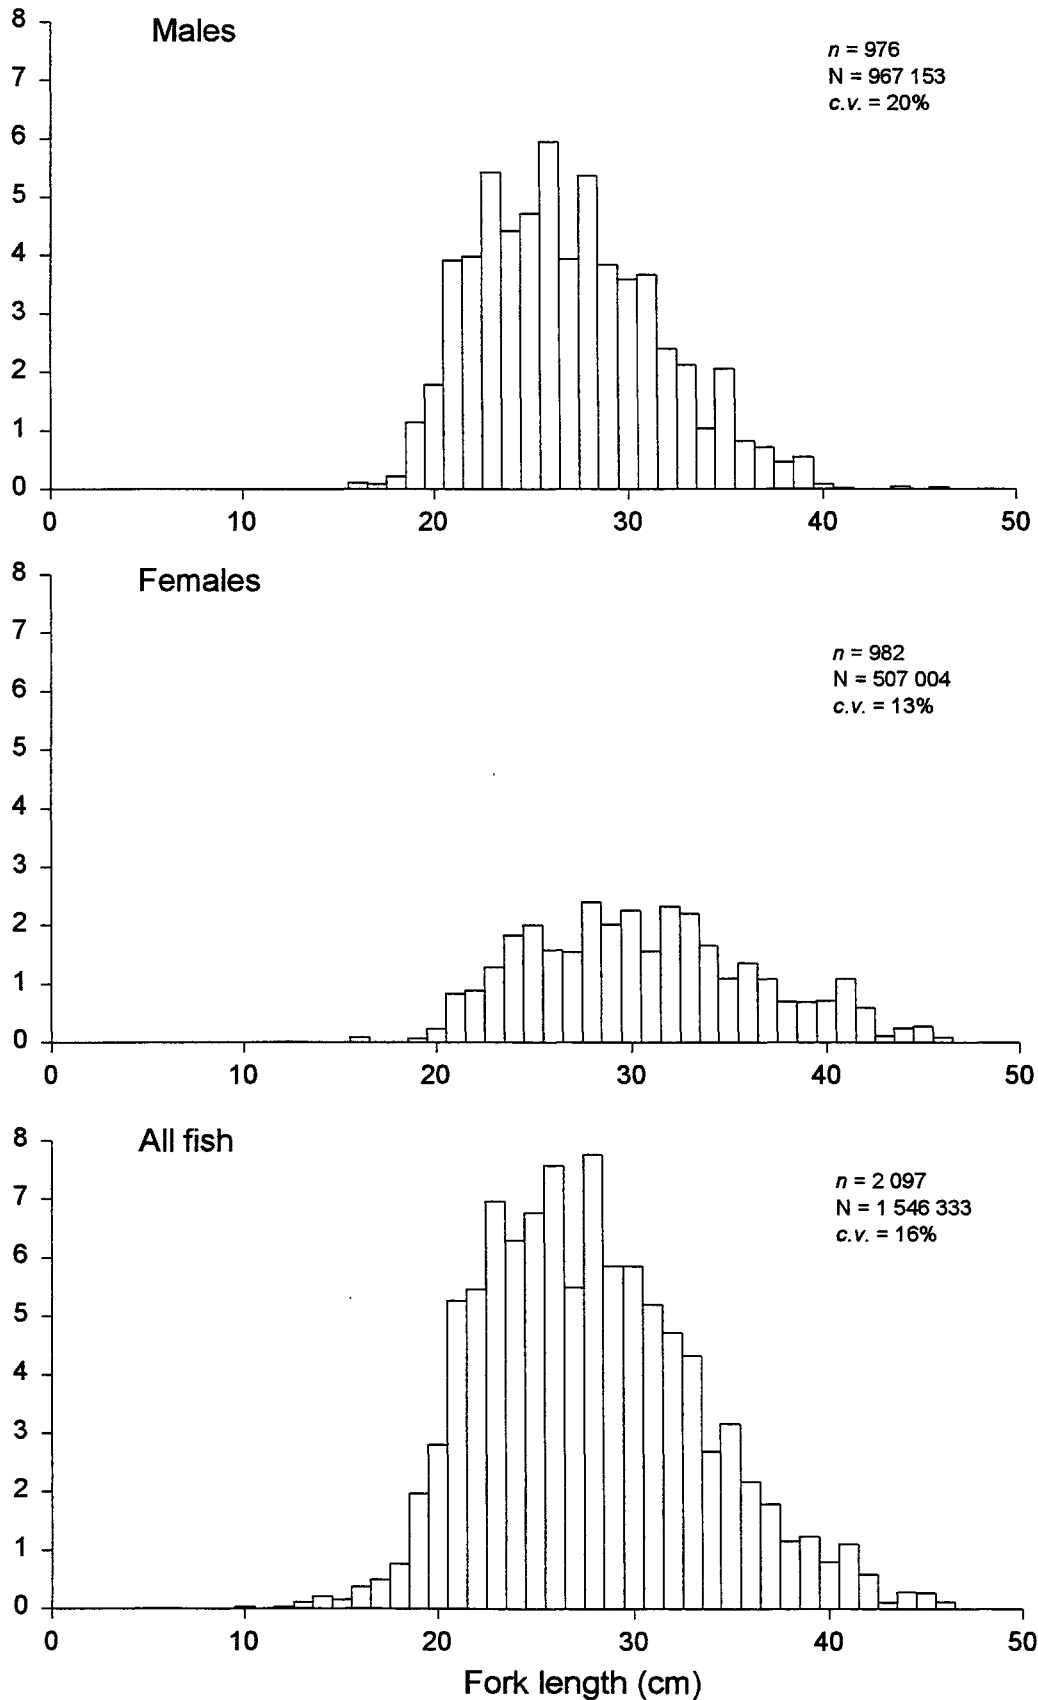 Males
n = 976
N = 967 153
c.v. = 20%
8
7
6
5
4
3
2
1
0
0 10 20 30 40 50
Females
n = 982
N = 507 004
c.v. = 13%
8
7
6
5
4
3
2
1
0
0 10 20 30 40 50
All fish
n = 2 097
N = 1 546 333
c.v. = 16%
8
7
6
5
4
3
2
1
0
0 10 20 30 40 50
Fork length (cm)